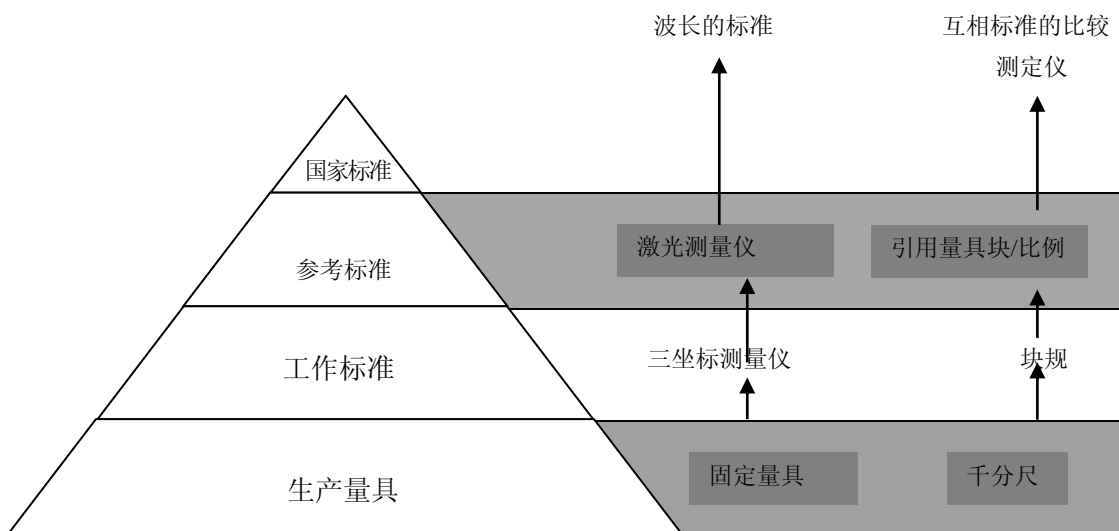 波长的标准
互相标准的比较
测定仪
国家标准
激光测量仪
引用量具块/比例
参考标准
三坐标测量仪
块规
工作标准
固定量具
千分尺
生产量具